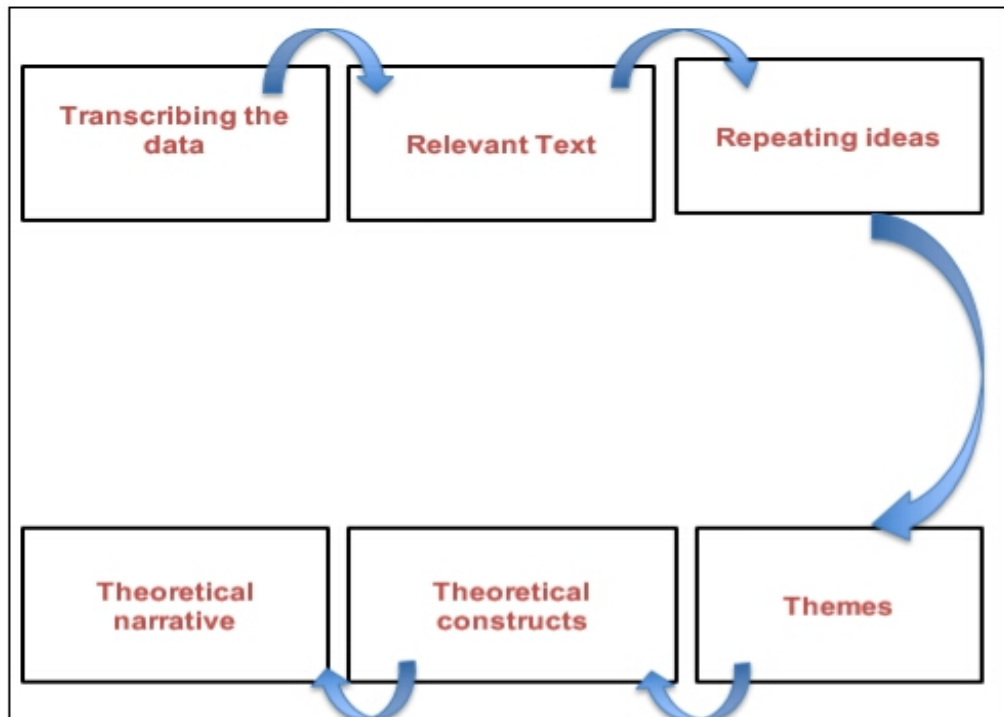 Transcribing the
data
Relevant Text
Repeating ideas
Themes
Theoretical
constructs
Theoretical
narrative